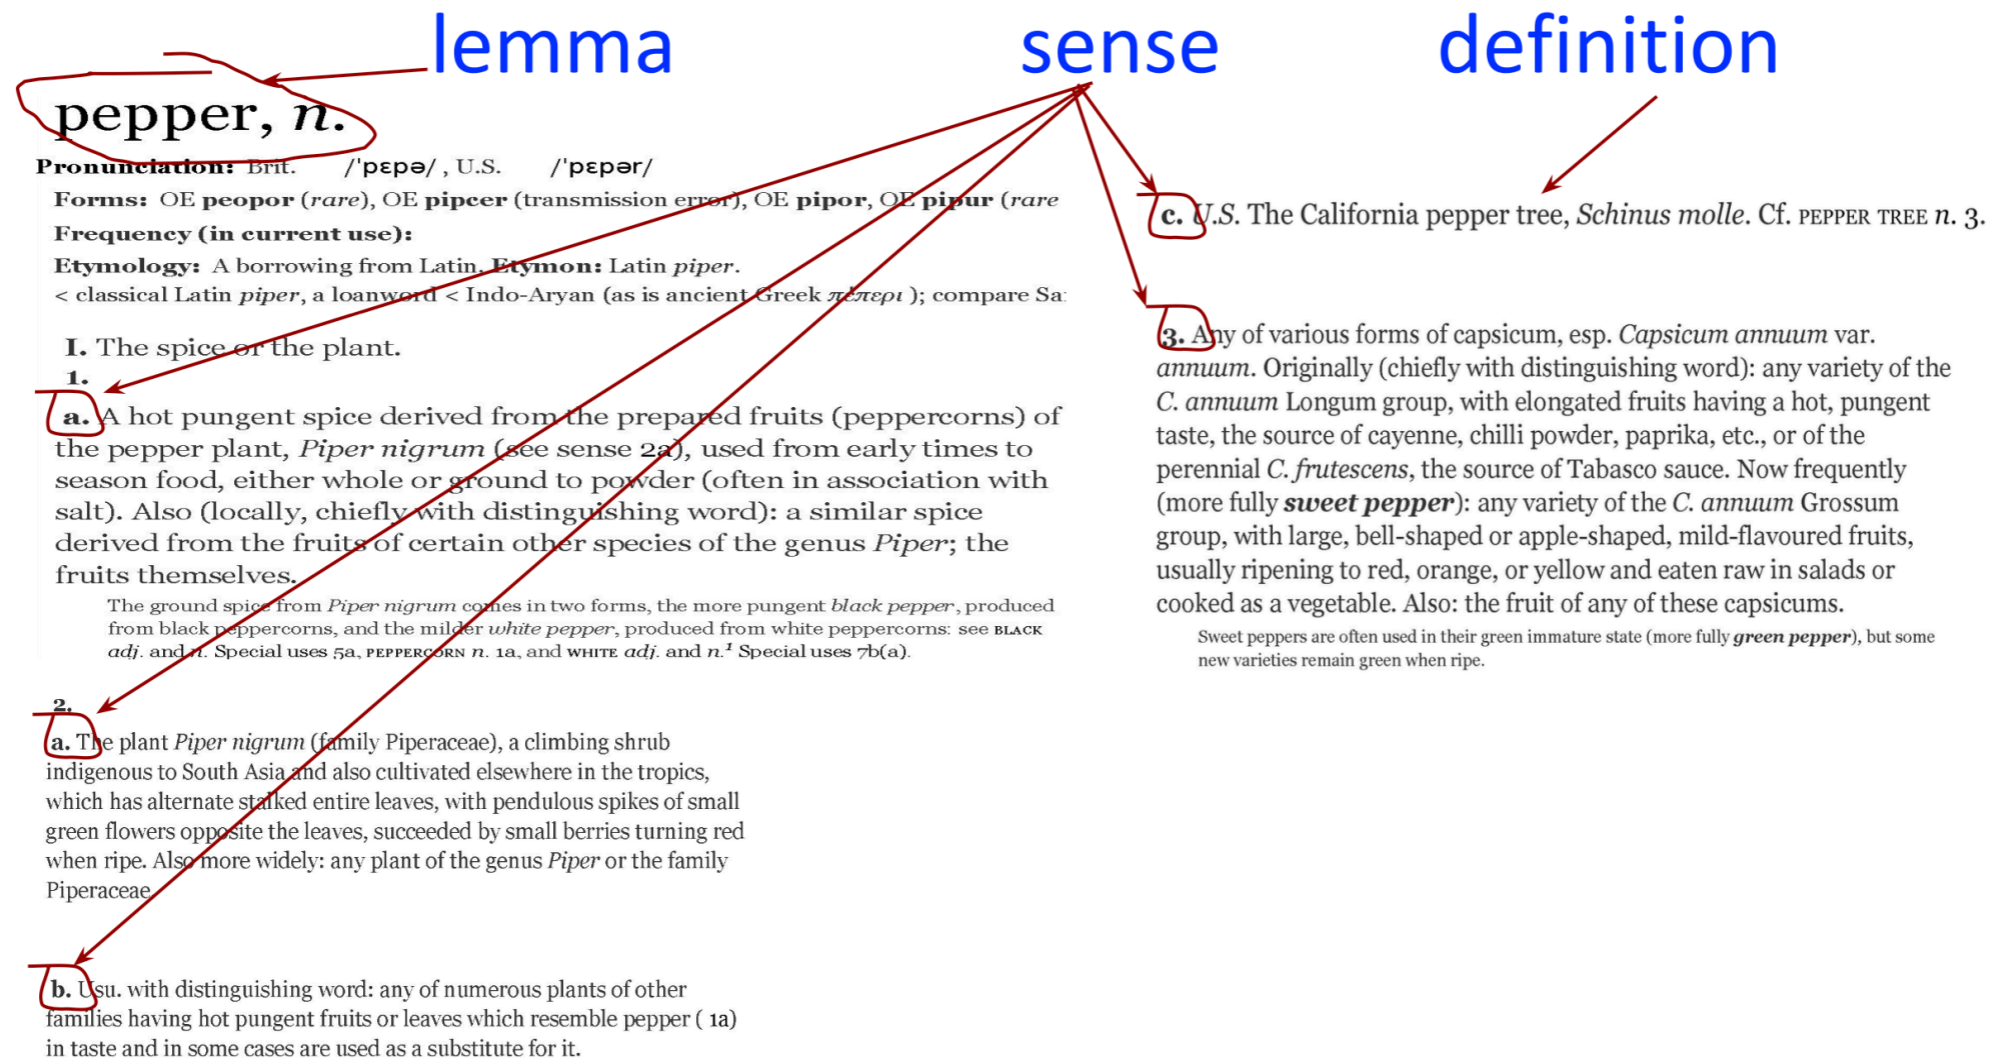 lemma
sense
definition
pepper, n.
Pronunciation: Brit. /ˈpɛpə/ , U.S. /ˈpɛpər/
Forms: OE peopor (rare), OE pipcer (transmission error), OE pipor, OE pipur (rare
Frequency (in current use):
Etymology: A borrowing from Latin. Etymon: Latin piper.
< classical Latin piper, a loanword < Indo-Aryan (as is ancient Greek πέπερι ); compare Sa
I. The spice or the plant.
1.
a. A hot pungent spice derived from the prepared fruits (peppercorns) of
the pepper plant, Piper nigrum (see sense 2a), used from early times to
season food, either whole or ground to powder (often in association with
salt). Also (locally, chiefly with distinguishing word): a similar spice
derived from the fruits of certain other species of the genus Piper; the
fruits themselves.
The ground spice from Piper nigrum comes in two forms, the more pungent black pepper, produced
from black peppercorns, and the milder white pepper, produced from white peppercorns: see BLACK
adj. and n. Special uses 5a, PEPPERCORN n. 1a, and WHITE adj. and n.¹ Special uses 7b(a).
2.
a. The plant Piper nigrum (family Piperaceae), a climbing shrub
indigenous to South Asia and also cultivated elsewhere in the tropics,
which has alternate stalked entire leaves, with pendulous spikes of small
green flowers opposite the leaves, succeeded by small berries turning red
when ripe. Also more widely: any plant of the genus Piper or the family
Piperaceae.
b. Usu. with distinguishing word: any of numerous plants of other
families having hot pungent fruits or leaves which resemble pepper ( 1a)
in taste and in some cases are used as a substitute for it.
c. U.S. The California pepper tree, Schinus molle. Cf. PEPPER TREE n. 3.
3. Any of various forms of capsicum, esp. Capsicum annuum var.
annuum. Originally (chiefly with distinguishing word): any variety of the
C. annuum Longum group, with elongated fruits having a hot, pungent
taste, the source of cayenne, chilli powder, paprika, etc., or of the
perennial C. frutescens, the source of Tabasco sauce. Now frequently
(more fully sweet pepper): any variety of the C. annuum Grossum
group, with large, bell-shaped or apple-shaped, mild-flavoured fruits,
usually ripening to red, orange, or yellow and eaten raw in salads or
cooked as a vegetable. Also: the fruit of any of these capsicums.
Sweet peppers are often used in their green immature state (more fully green pepper), but some
new varieties remain green when ripe.